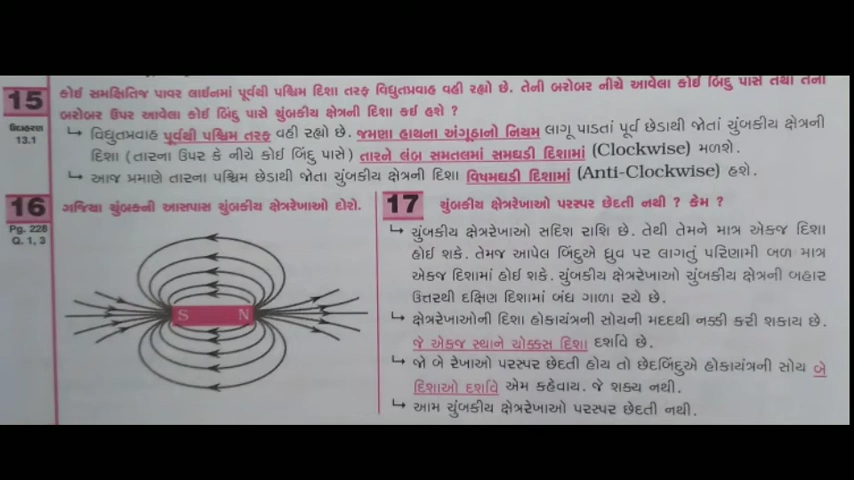 15 કોઈ સમક્ષિતિજ પાવર લાઈનમાં પૂર્વથી પશ્ચિમ દિશા તરફ વિદ્યુતપ્રવાહ વહી રહ્યો છે. તેની બરોબર નીચે આવેલા કોઈ બિંદુ પાસે તથા તેના
બરોબર ઉપર આવેલા કોઈ બિંદુ પાસે ચુંબકીય ક્ષેત્રની દિશા કઈ હશે ?
ઉદાહરણ
13.1
↳ વિદ્યુતપ્રવાહ પૂર્વથી પશ્ચિમ તરફ વહી રહ્યો છે. જમણા હાથના અંગૂઠાનો નિયમ લાગૂ પાડતાં પૂર્વ છેડાથી જોતાં ચુંબકીય ક્ષેત્રની
દિશા (તારના ઉપર કે નીચે કોઈ બિંદુ પાસે) તારને લંબ સમતલમાં સમઘડી દિશામાં (Clockwise) મળશે.
↳ આજ પ્રમાણે તારના પશ્ચિમ છેડાથી જોતા ચુંબકીય ક્ષેત્રની દિશા વિષમઘડી દિશામાં (Anti-Clockwise) હશે.
16 ગજિયા ચુંબકની આસપાસ ચુંબકીય ક્ષેત્રરેખાઓ દોરો.
Pg. 228
Q. 1, 3
S N
17 ચુંબકીય ક્ષેત્રરેખાઓ પરસ્પર છેદતી નથી ? કેમ ?
↳ ચુંબકીય ક્ષેત્રરેખાઓ સદિશ રાશિ છે. તેથી તેમને માત્ર એકજ દિશા
હોઈ શકે. તેમજ આપેલ બિંદુએ ધ્રુવ પર લાગતું પરિણામી બળ માત્ર
એકજ દિશામાં હોઈ શકે. ચુંબકીય ક્ષેત્રરેખાઓ ચુંબકીય ક્ષેત્રની બહાર
ઉત્તરથી દક્ષિણ દિશામાં બંધ ગાળા રચે છે.
↳ ક્ષેત્રરેખાઓની દિશા હોકાયંત્રની સોયની મદદથી નક્કી કરી શકાય છે.
જે એકજ સ્થાને ચોક્કસ દિશા દર્શાવે છે.
↳ જો બે રેખાઓ પરસ્પર છેદતી હોય તો છેદબિંદુએ હોકાયંત્રની સોય બે
દિશાઓ દર્શાવે એમ કહેવાય. જે શક્ય નથી.
↳ આમ ચુંબકીય ક્ષેત્રરેખાઓ પરસ્પર છેદતી નથી.